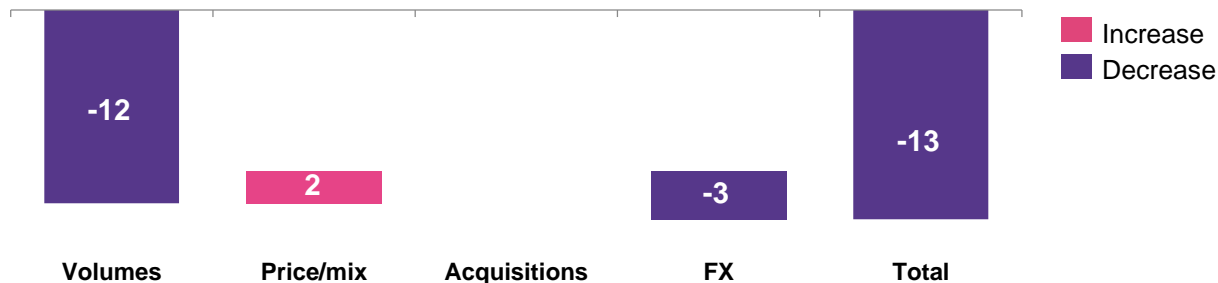 Increase
Decrease
-12
2
-3
-13
Volumes Price/mix Acquisitions FX Total